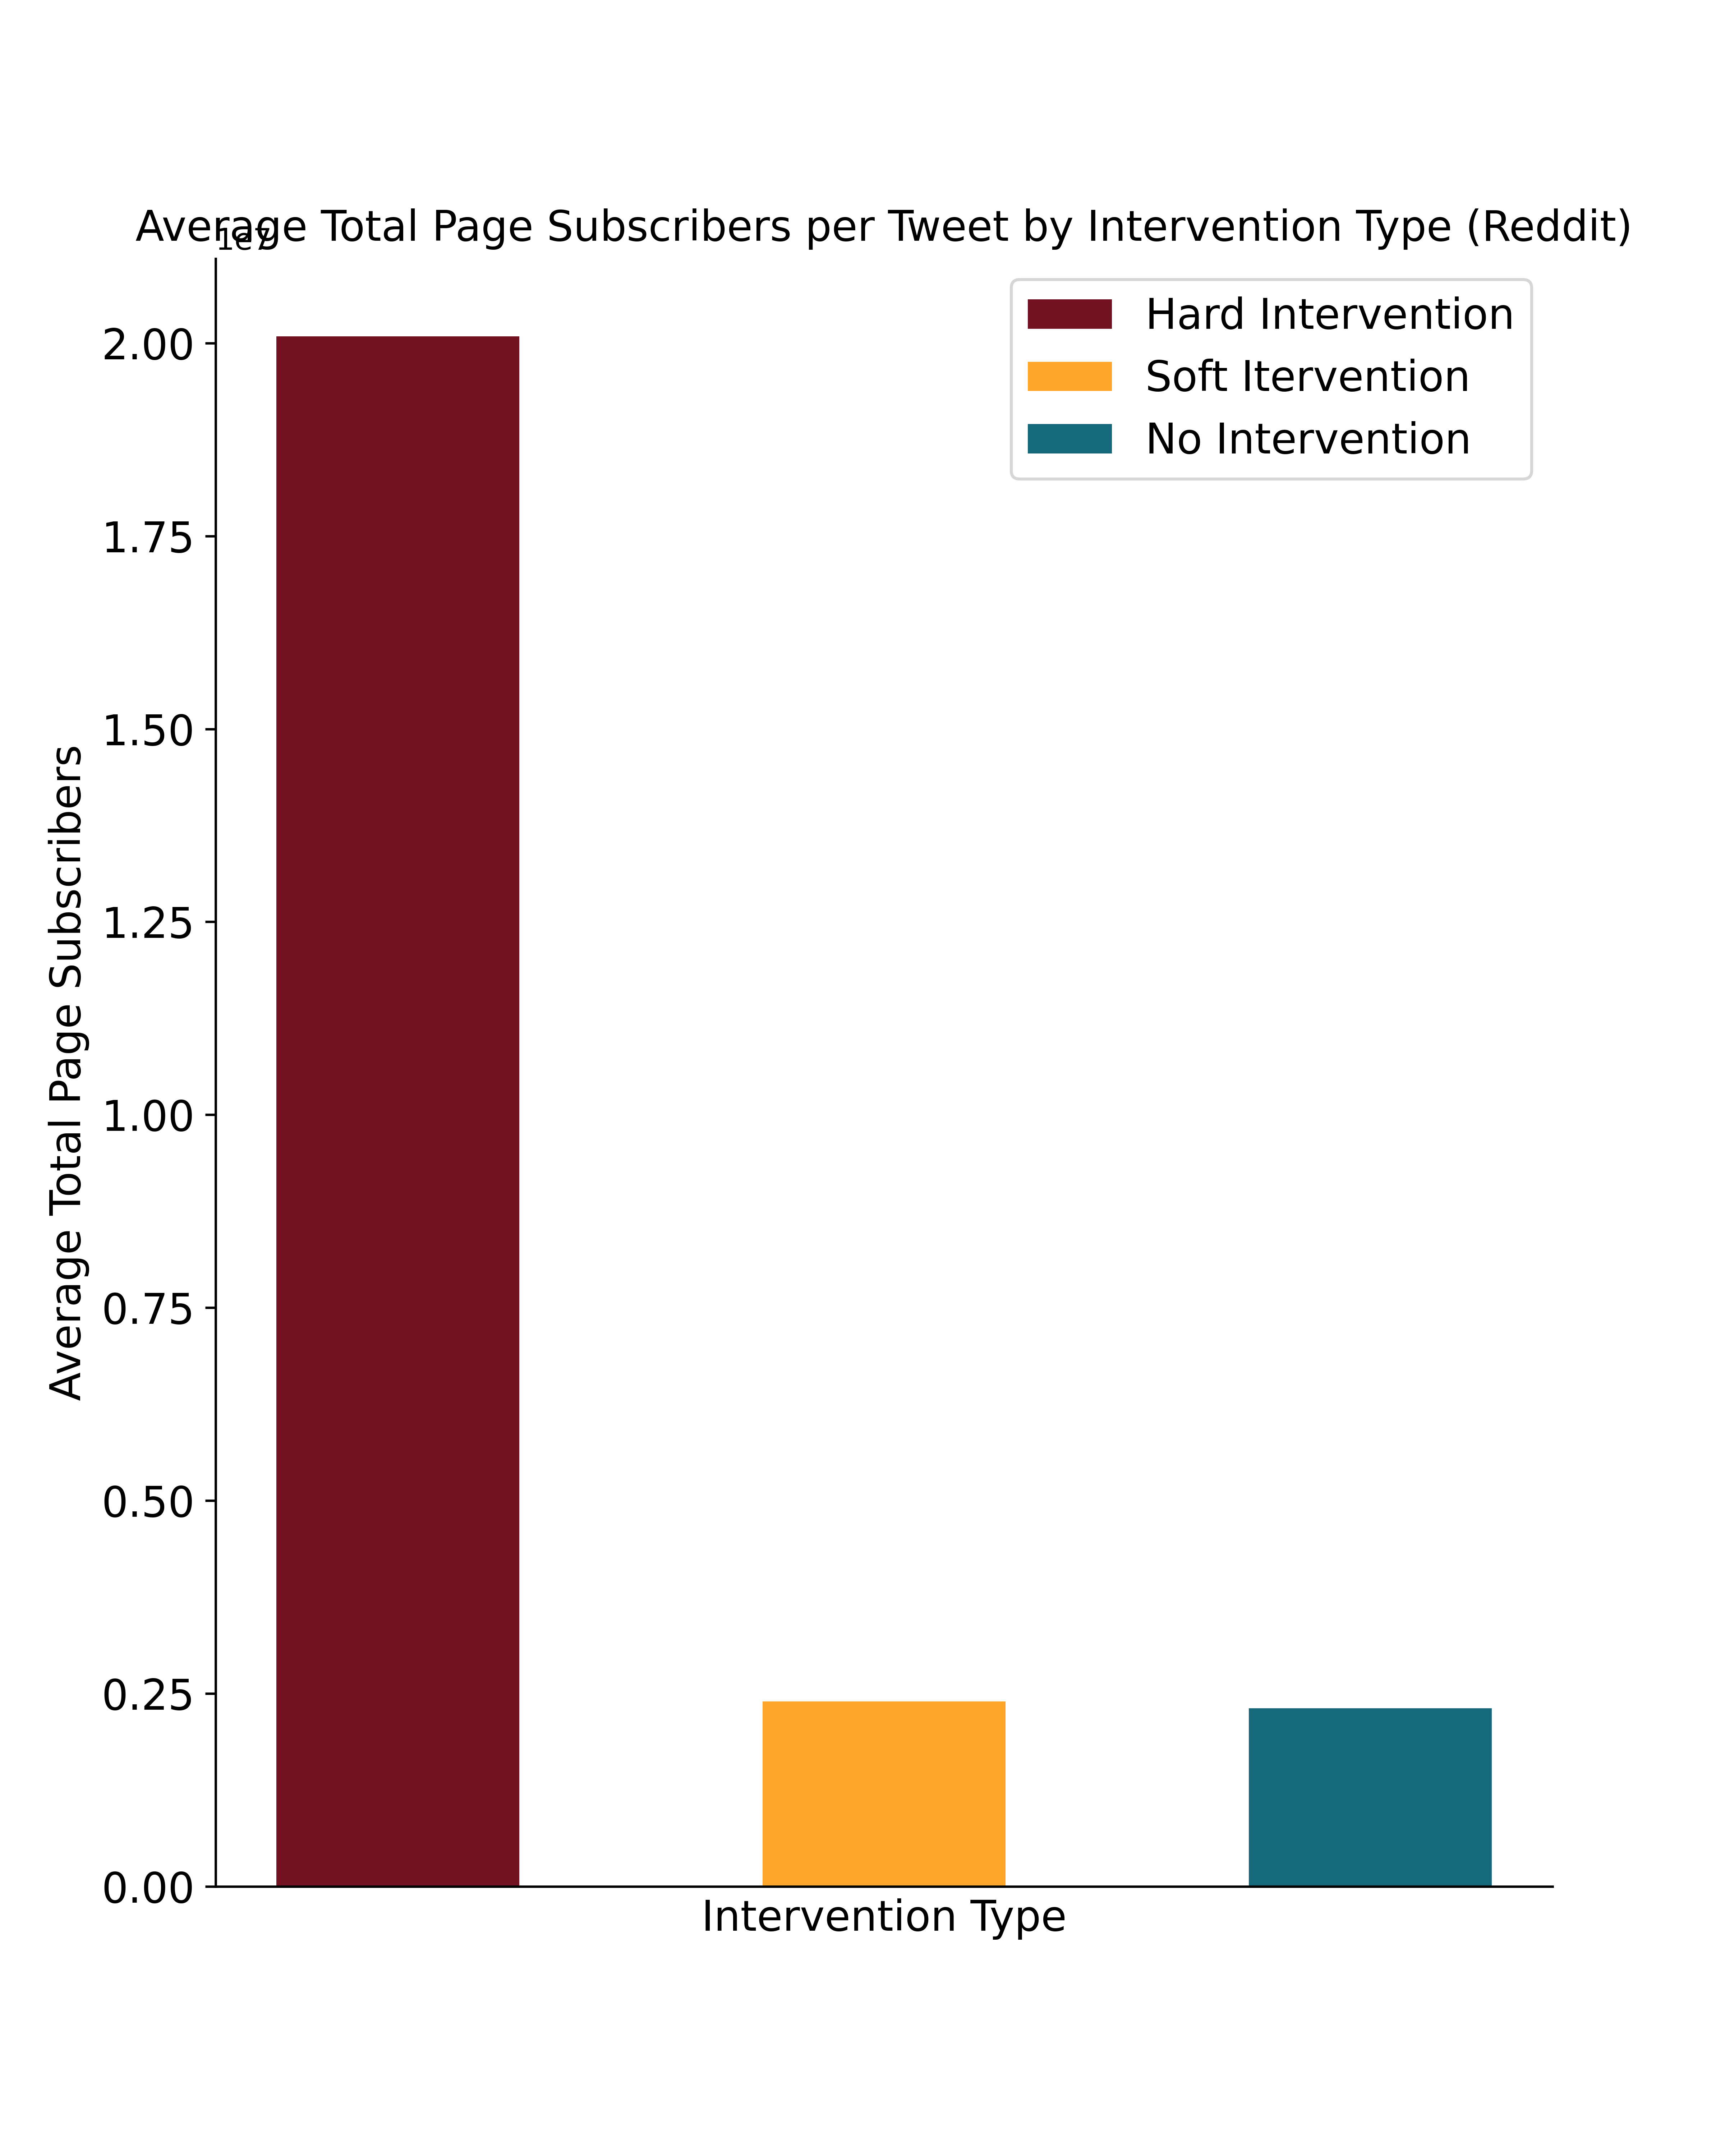 Average Total Page Subscribers per Tweet by Intervention Type (Reddit)
1e7
Hard Intervention
Soft Itervention
No Intervention
2.00
1.75
1.50
1.25
1.00
0.75
0.50
0.25
0.00
Average Total Page Subscribers
Intervention Type